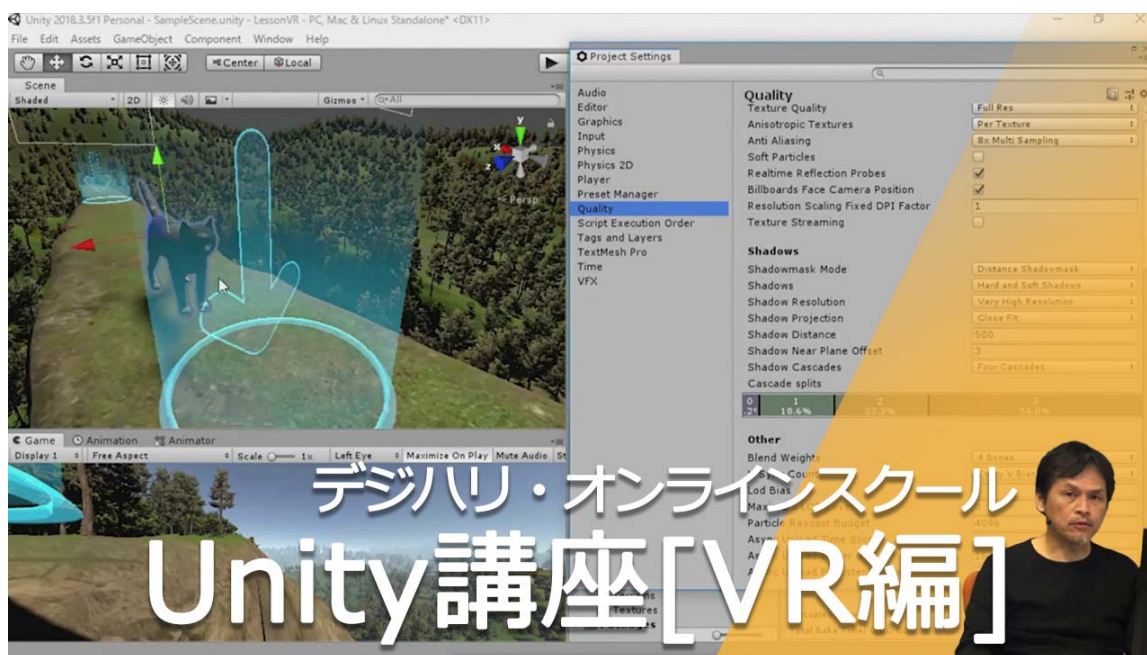 Unity 2018.3.5f1 Personal - SampleScene.unity - LessonVR - PC, Mac & Linux Standalone* <DX11>
File Edit Assets GameObject Component Window Help
Center Local
Scene
Shaded 2D Gizmos All
y
x
z
Persp
Project Settings
Audio
Editor
Graphics
Input
Physics
Physics 2D
Player
Preset Manager
Quality
Script Execution Order
Tags and Layers
TextMesh Pro
Time
VFX
Quality
Texture Quality Full Res
Anisotropic Textures Per Texture
Anti Aliasing 8x Multi Sampling
Soft Particles
Realtime Reflection Probes
Billboards Face Camera Position
Resolution Scaling Fixed DPI Factor 1
Texture Streaming
Shadows
Shadowmask Mode Distance Shadowmask
Shadows Hard and Soft Shadows
Shadow Resolution Very High Resolution
Shadow Projection Close Fit
Shadow Distance 500
Shadow Near Plane Offset 3
Shadow Cascades Four Cascades
Cascade splits
0 1 2 3
18.6% 23.3% 54.0%
Other
Blend Weights 4 Bones
Lod Bias
Particle Raycast Budget 4096
Game Animation Animator
Display 1 Free Aspect Scale 1x Left Eye Maximize On Play Mute Audio St
デジハリ・オンラインスクール
Unity講座[VR編]
Textures